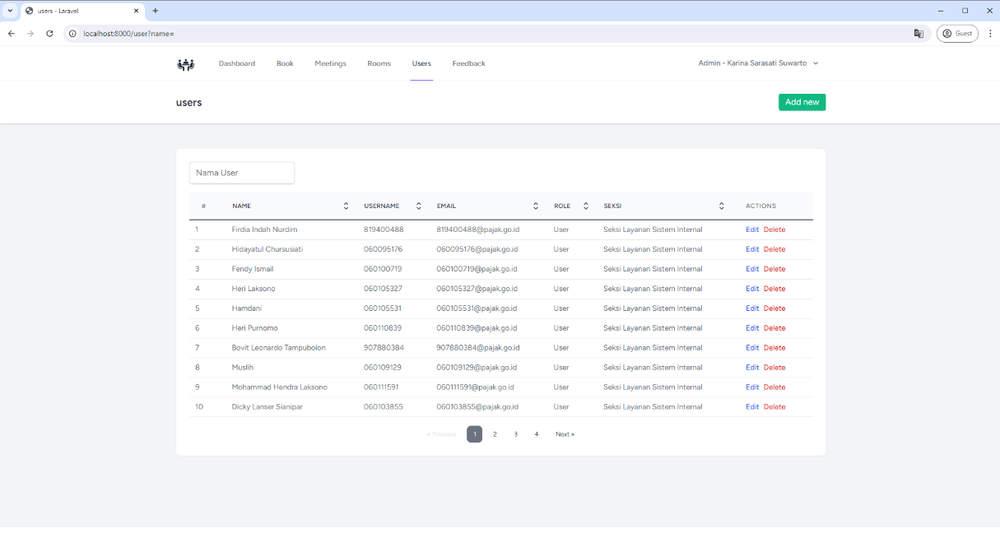 users - Laravel
localhost:8000/user?name=
Guest
Dashboard Book Meetings Rooms Users Feedback Admin - Karina Sarasati Suwarto
users Add new
Nama User
# NAME USERNAME EMAIL ROLE SEKSI ACTIONS
1 Firdia Indah Nurdim 819400488 819400488@pajak.go.id User Seksi Layanan Sistem Internal Edit Delete
2 Hidayatul Chursusiati 060095176 060095176@pajak.go.id User Seksi Layanan Sistem Internal Edit Delete
3 Fendy Ismail 060100719 060100719@pajak.go.id User Seksi Layanan Sistem Internal Edit Delete
4 Heri Laksono 060105327 060105327@pajak.go.id User Seksi Layanan Sistem Internal Edit Delete
5 Hamdani 060105531 060105531@pajak.go.id User Seksi Layanan Sistem Internal Edit Delete
6 Heri Purnomo 060110839 060110839@pajak.go.id User Seksi Layanan Sistem Internal Edit Delete
7 Bovit Leonardo Tampubolon 907880384 907880384@pajak.go.id User Seksi Layanan Sistem Internal Edit Delete
8 Muslih 060109129 060109129@pajak.go.id User Seksi Layanan Sistem Internal Edit Delete
9 Mohammad Hendra Laksono 060111591 060111591@pajak.go.id User Seksi Layanan Sistem Internal Edit Delete
10 Dicky Lanser Sianipar 060103855 060103855@pajak.go.id User Seksi Layanan Sistem Internal Edit Delete
« Previous 1 2 3 4 Next »